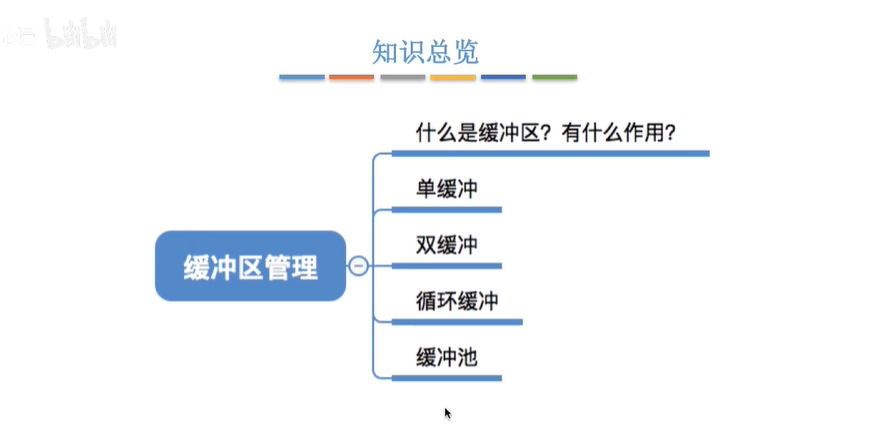 bilibili
知识总览
什么是缓冲区？有什么作用？
单缓冲
双缓冲
缓冲区管理
循环缓冲
缓冲池